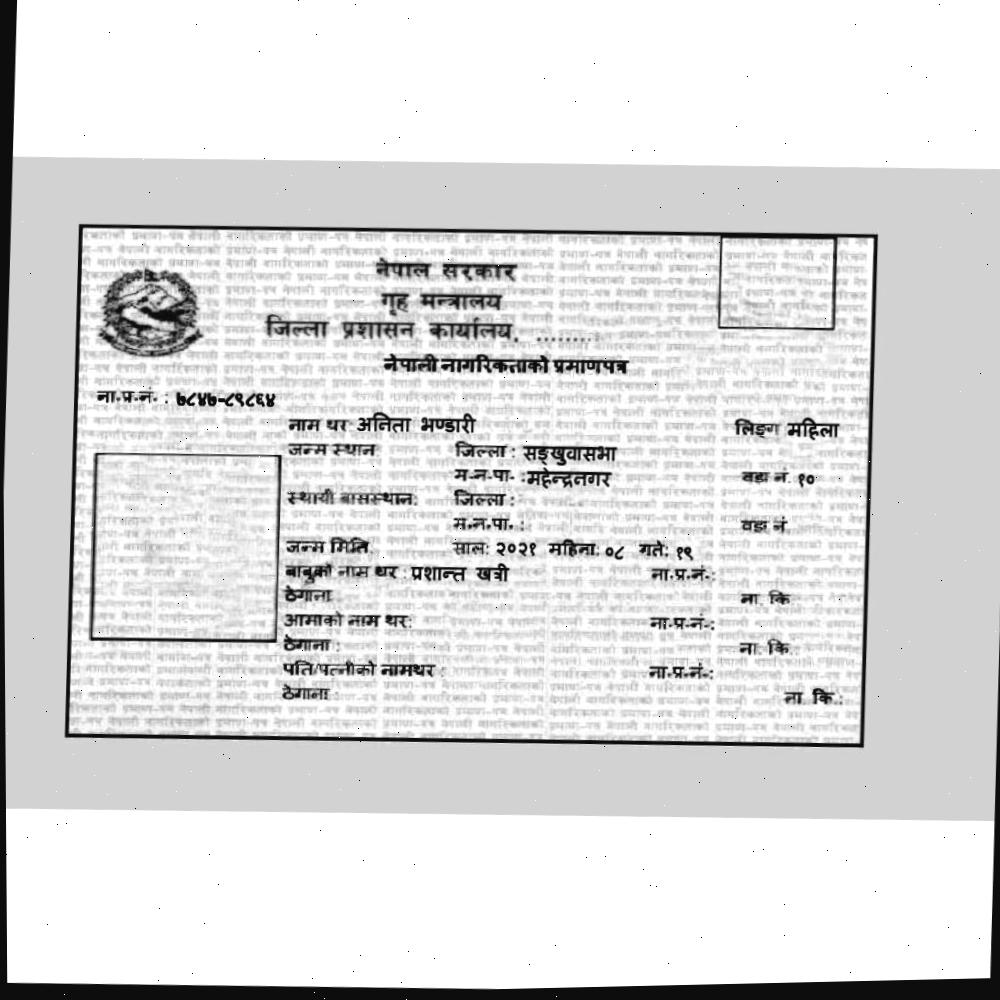 नेपाल सरकार
गृह मन्त्रालय
जिल्ला प्रशासन कार्यालय, ........
नेपाली नागरिकताको प्रमाणपत्र
ना.प्र.नं. : ७८४७-८९८६४
नाम थर: अनिता भण्डारी लिङ्ग महिला
जन्म स्थान: जिल्ला : सङ्खुवासभा
म.न.पा. : महेन्द्रनगर वडा नं. १०
स्थायी बासस्थान: जिल्ला :
म.न.पा. : वडा नं.
जन्म मिति: साल: २०२१ महिना: ०८ गते: १९
बाबुको नाम थर : प्रशान्त खत्री ना.प्र.नं.:
ठेगाना : ना. कि.
आमाको नाम थर: ना.प्र.नं.:
ठेगाना : ना. कि.
पति/पत्नीको नामथर : ना.प्र.नं.:
ठेगाना : ना. कि.: